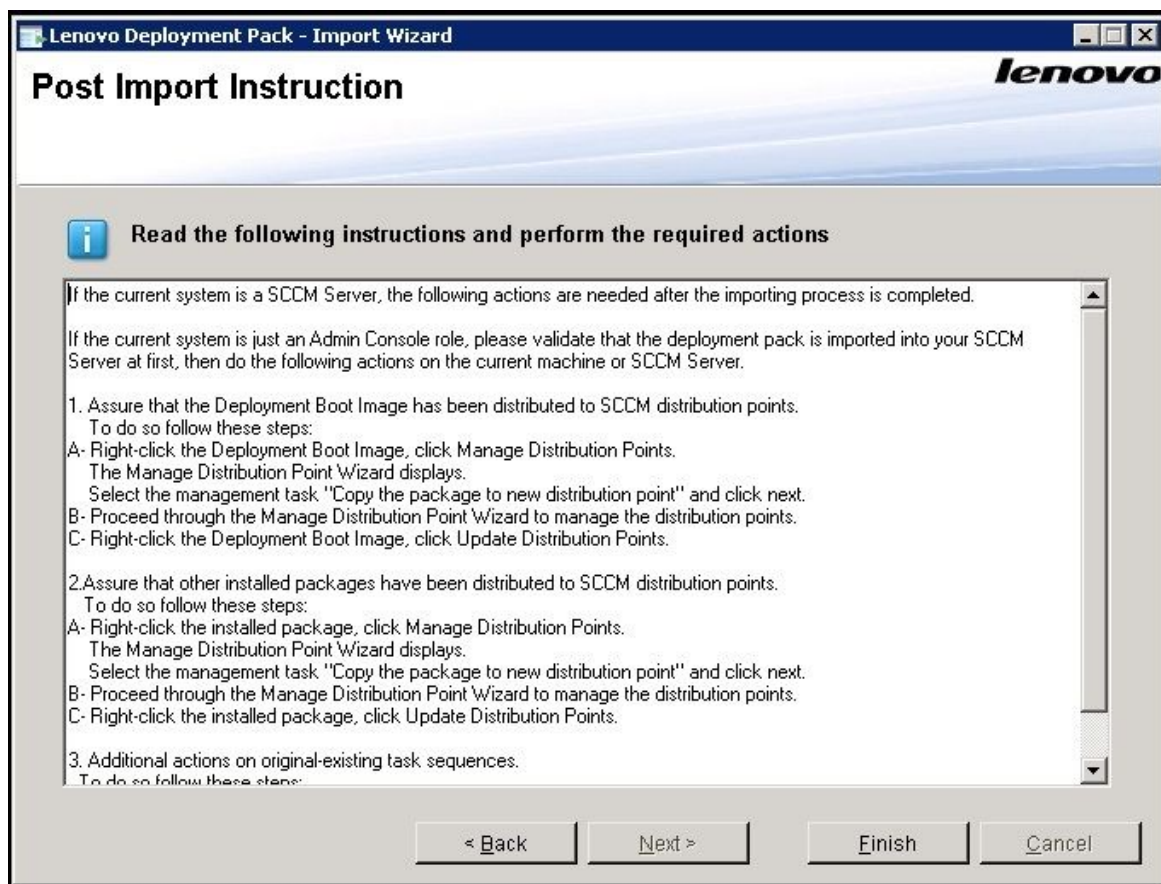 Lenovo Deployment Pack - Import Wizard
Post Import Instruction
lenovo
i
Read the following instructions and perform the required actions
If the current system is a SCCM Server, the following actions are needed after the importing process is completed.
If the current system is just an Admin Console role, please validate that the deployment pack is imported into your SCCM
Server at first, then do the following actions on the current machine or SCCM Server.
1. Assure that the Deployment Boot Image has been distributed to SCCM distribution points.
To do so follow these steps:
A- Right-click the Deployment Boot Image, click Manage Distribution Points.
The Manage Distribution Point Wizard displays.
Select the management task "Copy the package to new distribution point" and click next.
B- Proceed through the Manage Distribution Point Wizard to manage the distribution points.
C- Right-click the Deployment Boot Image, click Update Distribution Points.
2.Assure that other installed packages have been distributed to SCCM distribution points.
To do so follow these steps:
A- Right-click the installed package, click Manage Distribution Points.
The Manage Distribution Point Wizard displays.
Select the management task "Copy the package to new distribution point" and click next.
B- Proceed through the Manage Distribution Point Wizard to manage the distribution points.
C- Right-click the installed package, click Update Distribution Points.
3. Additional actions on original-existing task sequences.
To do so follow these steps:
< Back
Next >
Finish
Cancel